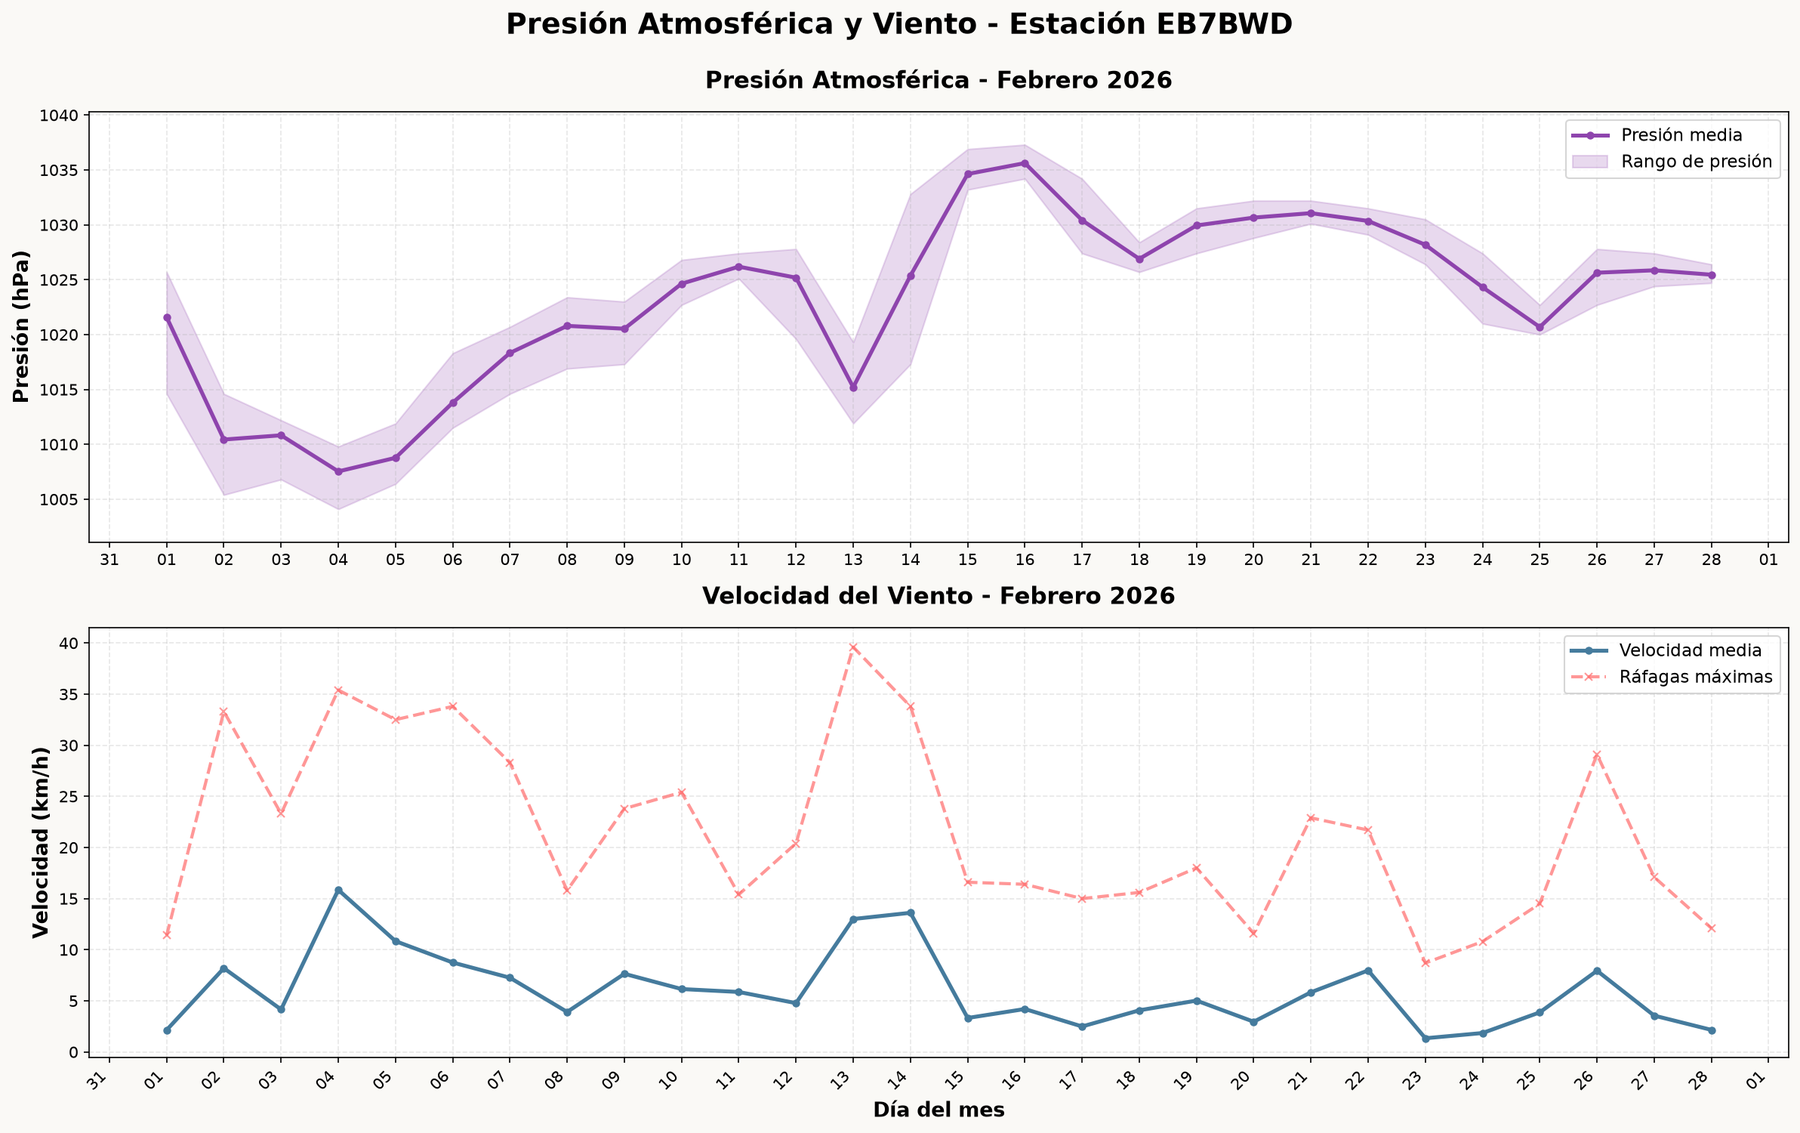 Presión Atmosférica y Viento - Estación EB7BWD
Presión Atmosférica - Febrero 2026
Presión (hPa)
1040
1035
1030
1025
1020
1015
1010
1005
Presión media
Rango de presión
31 01 02 03 04 05 06 07 08 09 10 11 12 13 14 15 16 17 18 19 20 21 22 23 24 25 26 27 28 01
Velocidad del Viento - Febrero 2026
Velocidad (km/h)
40
35
30
25
20
15
10
5
0
Velocidad media
Ráfagas máximas
31 01 02 03 04 05 06 07 08 09 10 11 12 13 14 15 16 17 18 19 20 21 22 23 24 25 26 27 28 01
Día del mes